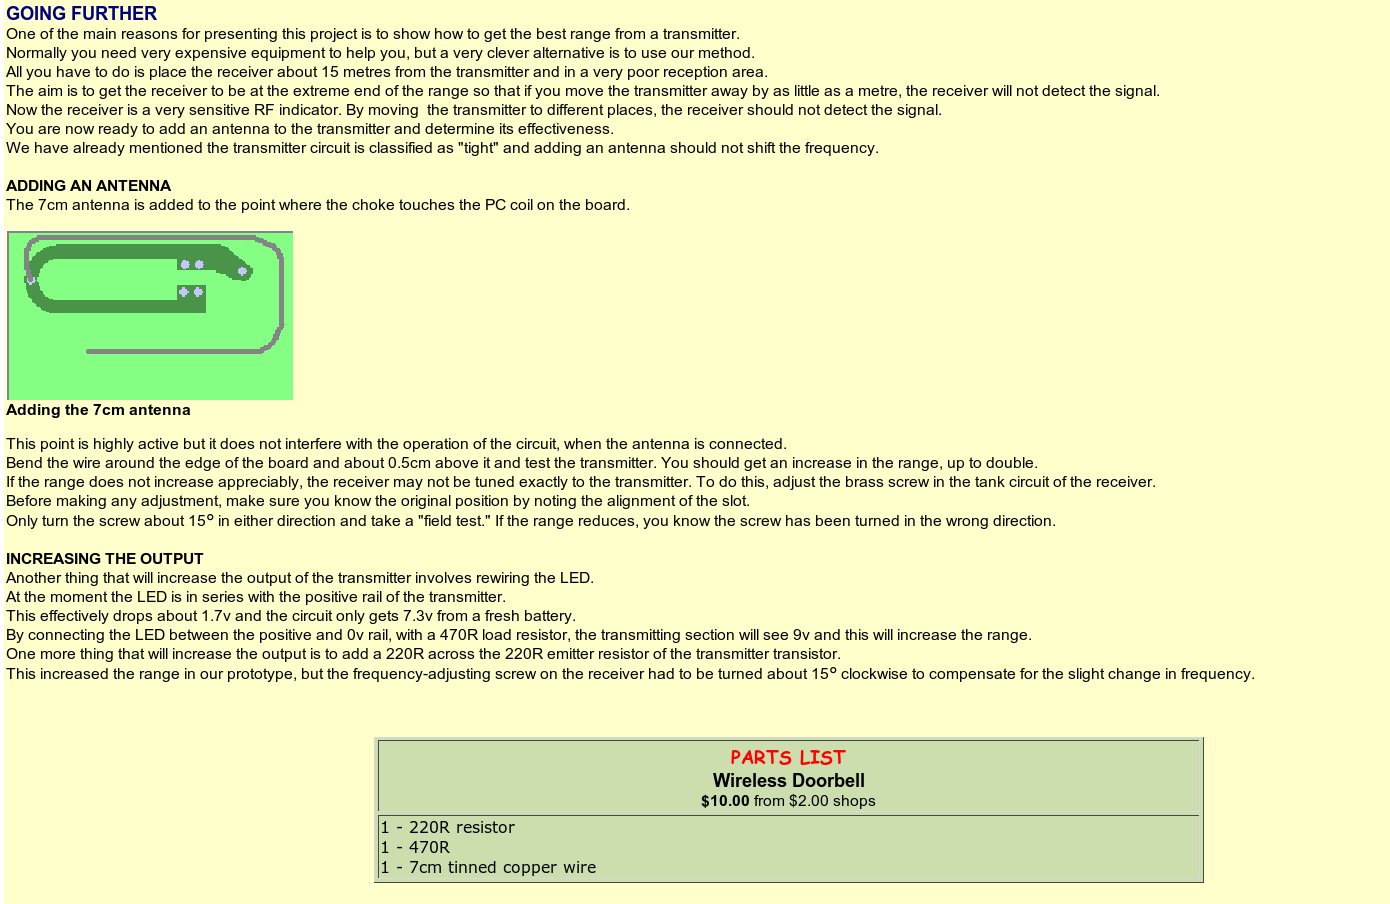 GOING FURTHER
One of the main reasons for presenting this project is to show how to get the best range from a transmitter.
Normally you need very expensive equipment to help you, but a very clever alternative is to use our method.
All you have to do is place the receiver about 15 metres from the transmitter and in a very poor reception area.
The aim is to get the receiver to be at the extreme end of the range so that if you move the transmitter away by as little as a metre, the receiver will not detect the signal.
Now the receiver is a very sensitive RF indicator. By moving  the transmitter to different places, the receiver should not detect the signal.
You are now ready to add an antenna to the transmitter and determine its effectiveness.
We have already mentioned the transmitter circuit is classified as "tight" and adding an antenna should not shift the frequency.
ADDING AN ANTENNA
The 7cm antenna is added to the point where the choke touches the PC coil on the board.
Adding the 7cm antenna
This point is highly active but it does not interfere with the operation of the circuit, when the antenna is connected.
Bend the wire around the edge of the board and about 0.5cm above it and test the transmitter. You should get an increase in the range, up to double.
If the range does not increase appreciably, the receiver may not be tuned exactly to the transmitter. To do this, adjust the brass screw in the tank circuit of the receiver.
Before making any adjustment, make sure you know the original position by noting the alignment of the slot.
Only turn the screw about 15° in either direction and take a "field test." If the range reduces, you know the screw has been turned in the wrong direction.
INCREASING THE OUTPUT
Another thing that will increase the output of the transmitter involves rewiring the LED.
At the moment the LED is in series with the positive rail of the transmitter.
This effectively drops about 1.7v and the circuit only gets 7.3v from a fresh battery.
By connecting the LED between the positive and 0v rail, with a 470R load resistor, the transmitting section will see 9v and this will increase the range.
One more thing that will increase the output is to add a 220R across the 220R emitter resistor of the transmitter transistor.
This increased the range in our prototype, but the frequency-adjusting screw on the receiver had to be turned about 15° clockwise to compensate for the slight change in frequency.
PARTS LIST
Wireless Doorbell
$10.00 from $2.00 shops
1 - 220R resistor
1 - 470R
1 - 7cm tinned copper wire